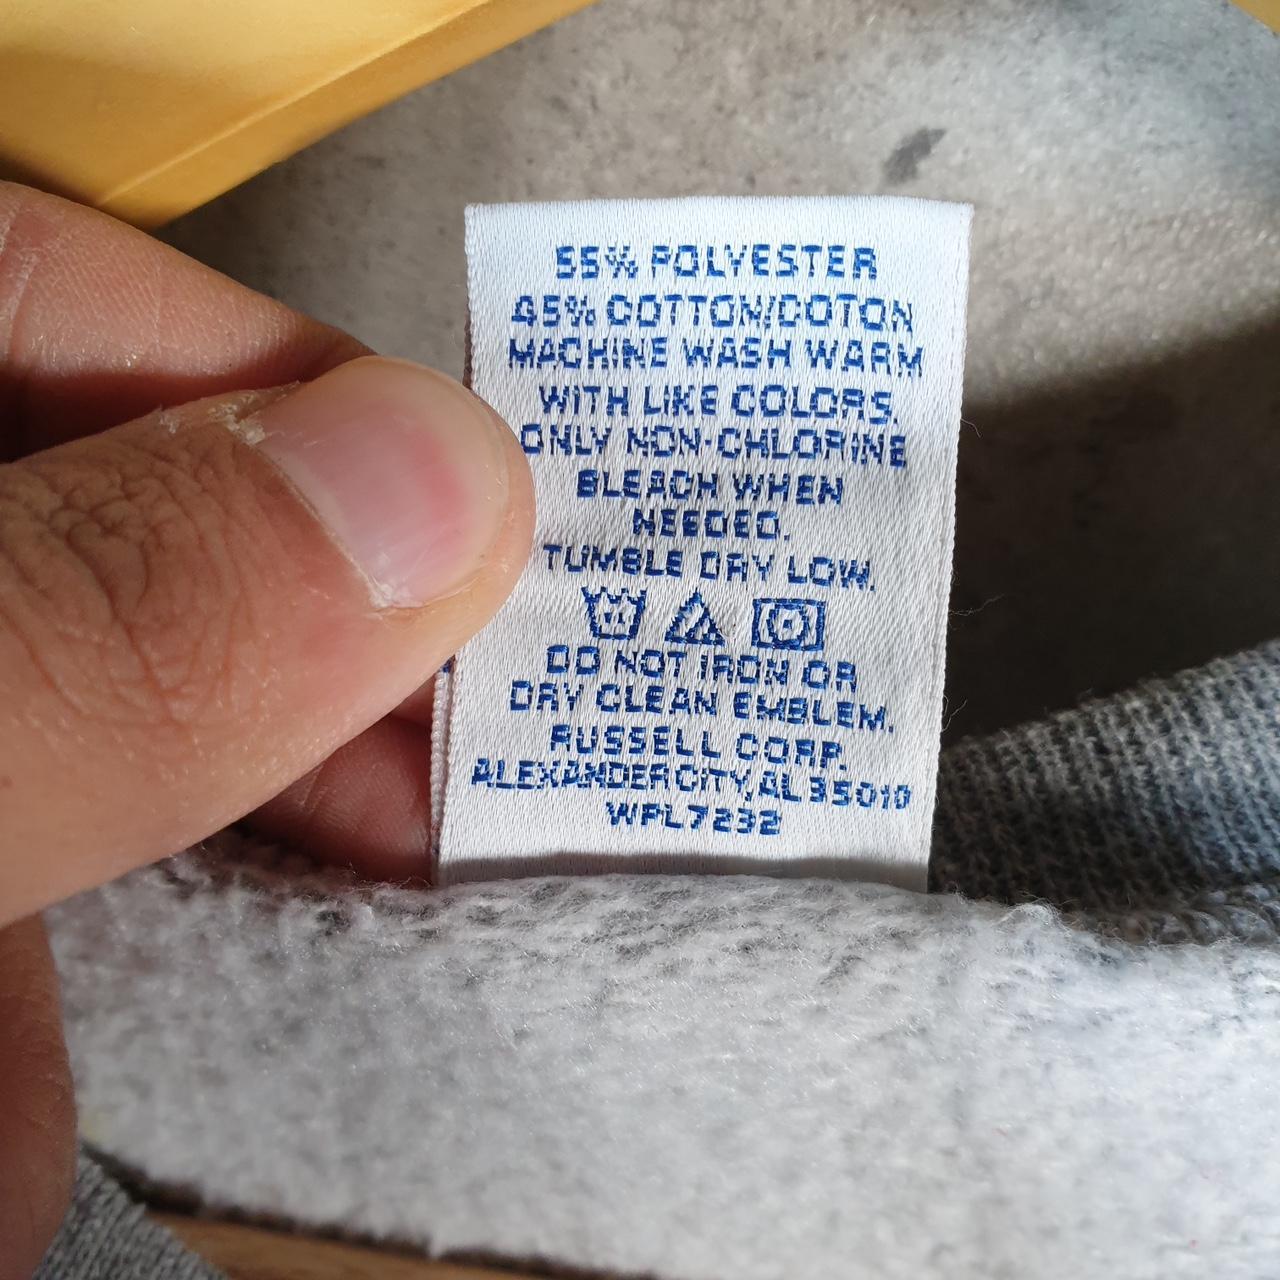 55% POLYESTER
45% COTTON/COTON
MACHINE WASH WARM
WITH LIKE COLORS,
ONLY NON-CHLORINE
BLEACH WHEN
NEEDED.
TUMBLE DRY LOW.
DO NOT IRON OR
DRY CLEAN EMBLEM.
RUSSELL CORP.
ALEXANDER CITY, AL 35010
WPL7232